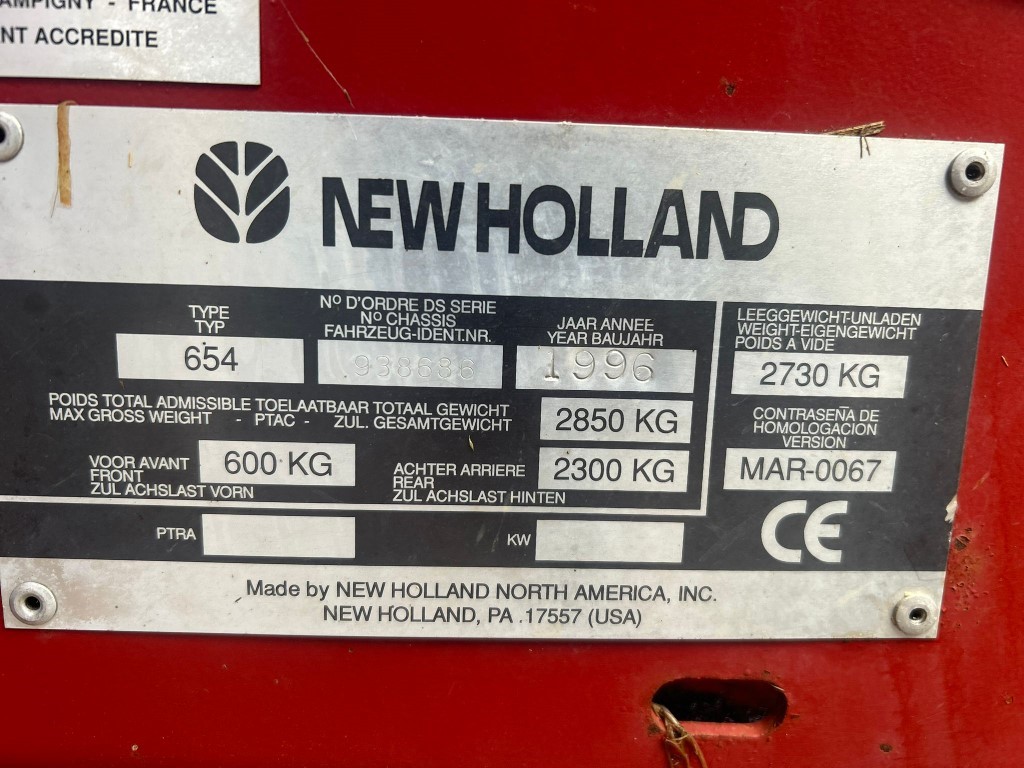 AMPIGNY - FRANCE
NT ACCREDITE
NEW HOLLAND
TYPE
TYP
654
Nº D'ORDRE DS SERIE
Nº CHASSIS
FAHRZEUG-IDENT.NR.
938686
JAAR ANNEE
YEAR BAUJAHR
1996
LEEGGEWICHT-UNLADEN
WEIGHT-EIGENGEWICHT
POIDS A VIDE
2730 KG
POIDS TOTAL ADMISSIBLE TOELAATBAAR TOTAAL GEWICHT
MAX GROSS WEIGHT - PTAC - ZUL. GESAMTGEWICHT
2850 KG
CONTRASEÑA DE
HOMOLOGACION
VERSION
MAR-0067
VOOR AVANT
FRONT
ZUL ACHSLAST VORN
600 KG
ACHTER ARRIERE
REAR
ZUL ACHSLAST HINTEN
2300 KG
PTRA
KW
CE
Made by NEW HOLLAND NORTH AMERICA, INC.
NEW HOLLAND, PA .17557 (USA)